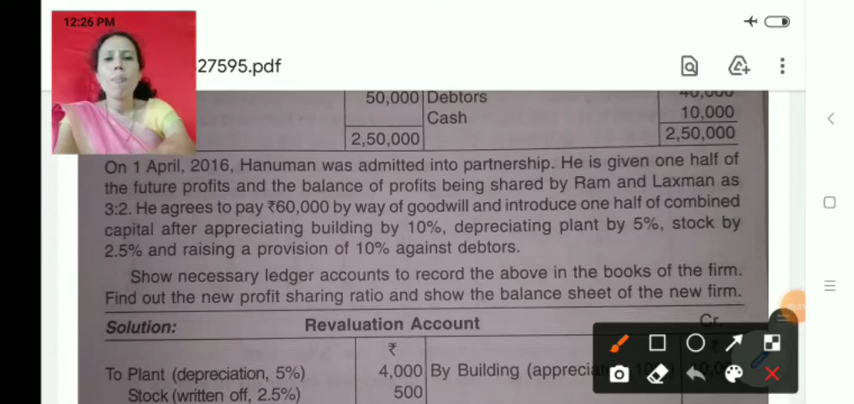 12:26 PM
27595.pdf
50,000 Debtors
Cash 10,000
2,50,000 2,50,000
On 1 April, 2016, Hanuman was admitted into partnership. He is given one half of
the future profits and the balance of profits being shared by Ram and Laxman as
3:2. He agrees to pay ₹60,000 by way of goodwill and introduce one half of combined
capital after appreciating building by 10%, depreciating plant by 5%, stock by
2.5% and raising a provision of 10% against debtors.
Show necessary ledger accounts to record the above in the books of the firm.
Find out the new profit sharing ratio and show the balance sheet of the new firm.
Solution: Revaluation Account Cr.
₹
To Plant (depreciation, 5%) 4,000 By Building
Stock (written off, 2.5%) 500